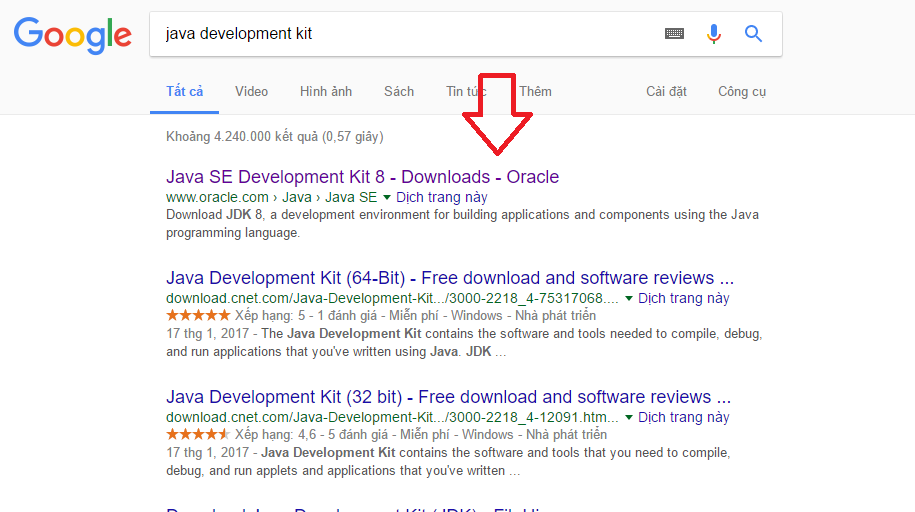 Google
java development kit
Tất cả Video Hình ảnh Sách Tin tức Thêm Cài đặt Công cụ
Khoảng 4.240.000 kết quả (0,57 giây)
Java SE Development Kit 8 - Downloads - Oracle
www.oracle.com › Java › Java SE ▼ Dịch trang này
Download JDK 8, a development environment for building applications and components using the Java
programming language.
Java Development Kit (64-Bit) - Free download and software reviews ...
download.cnet.com/Java-Development-Kit.../3000-2218_4-75317068.... ▼ Dịch trang này
★★★★★ Xếp hạng: 5 - 1 đánh giá - Miễn phí - Windows - Nhà phát triển
17 thg 1, 2017 - The Java Development Kit contains the software and tools needed to compile, debug,
and run applications that you've written using Java. JDK ...
Java Development Kit (32 bit) - Free download and software reviews ...
download.cnet.com/Java-Development-Kit.../3000-2218_4-12091.htm... ▼ Dịch trang này
Xếp hạng: 4,6 - 5 đánh giá - Miễn phí - Windows - Nhà phát triển
17 thg 1, 2017 - Java Development Kit contains the software and tools that you need to compile,
debug, and run applets and applications that you've written ...